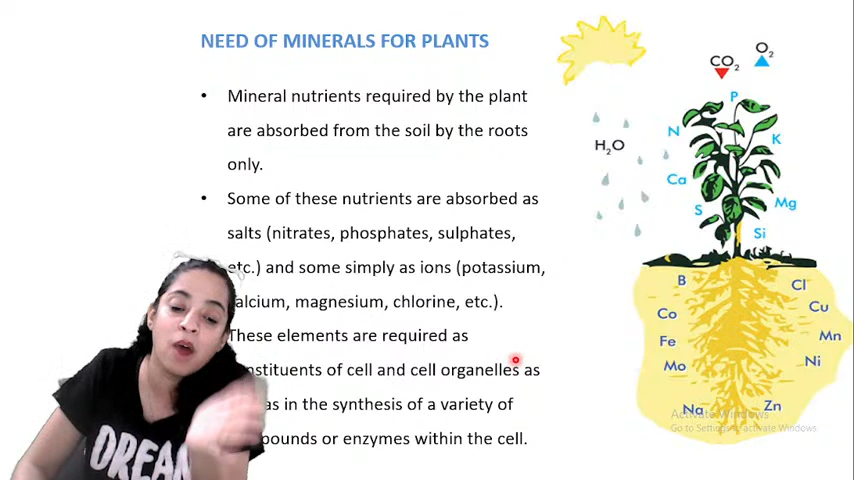 NEED OF MINERALS FOR PLANTS
• Mineral nutrients required by the plant
are absorbed from the soil by the roots
only.
• Some of these nutrients are absorbed as
salts (nitrates, phosphates, sulphates,
etc.) and some simply as ions (potassium,
calcium, magnesium, chlorine, etc.).
These elements are required as
constituents of cell and cell organelles as
as in the synthesis of a variety of
compounds or enzymes within the cell.
CO2
O2
P
N
K
H2O
Ca
Mg
S
Si
B
Cl
Co
Cu
Fe
Mn
Mo
Ni
Na
Zn
Activate Windows
Go to Settings to activate Windows.
DREAM